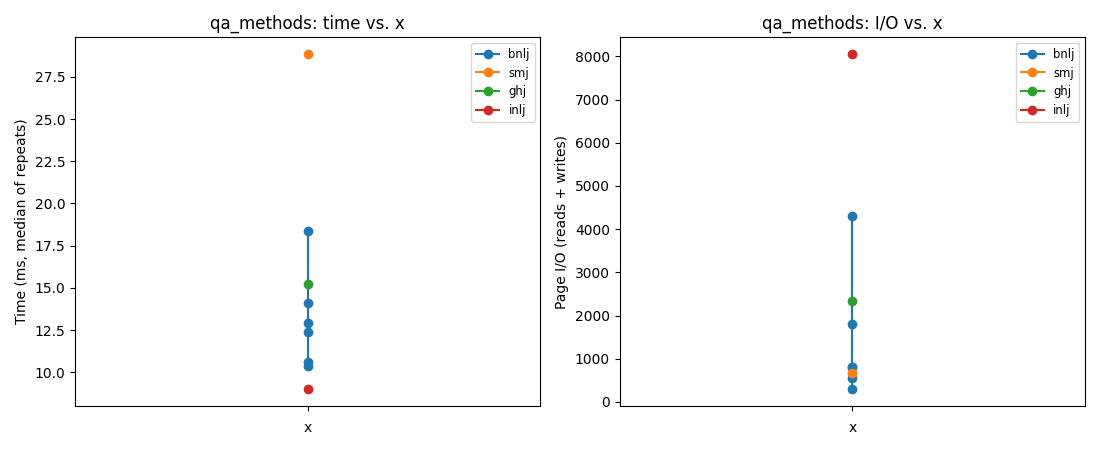 qa_methods: time vs. x
Time (ms, median of repeats)
27.5
25.0
22.5
20.0
17.5
15.0
12.5
10.0
x
bnlj
smj
ghj
inlj
qa_methods: I/O vs. x
Page I/O (reads + writes)
8000
7000
6000
5000
4000
3000
2000
1000
0
x
bnlj
smj
ghj
inlj